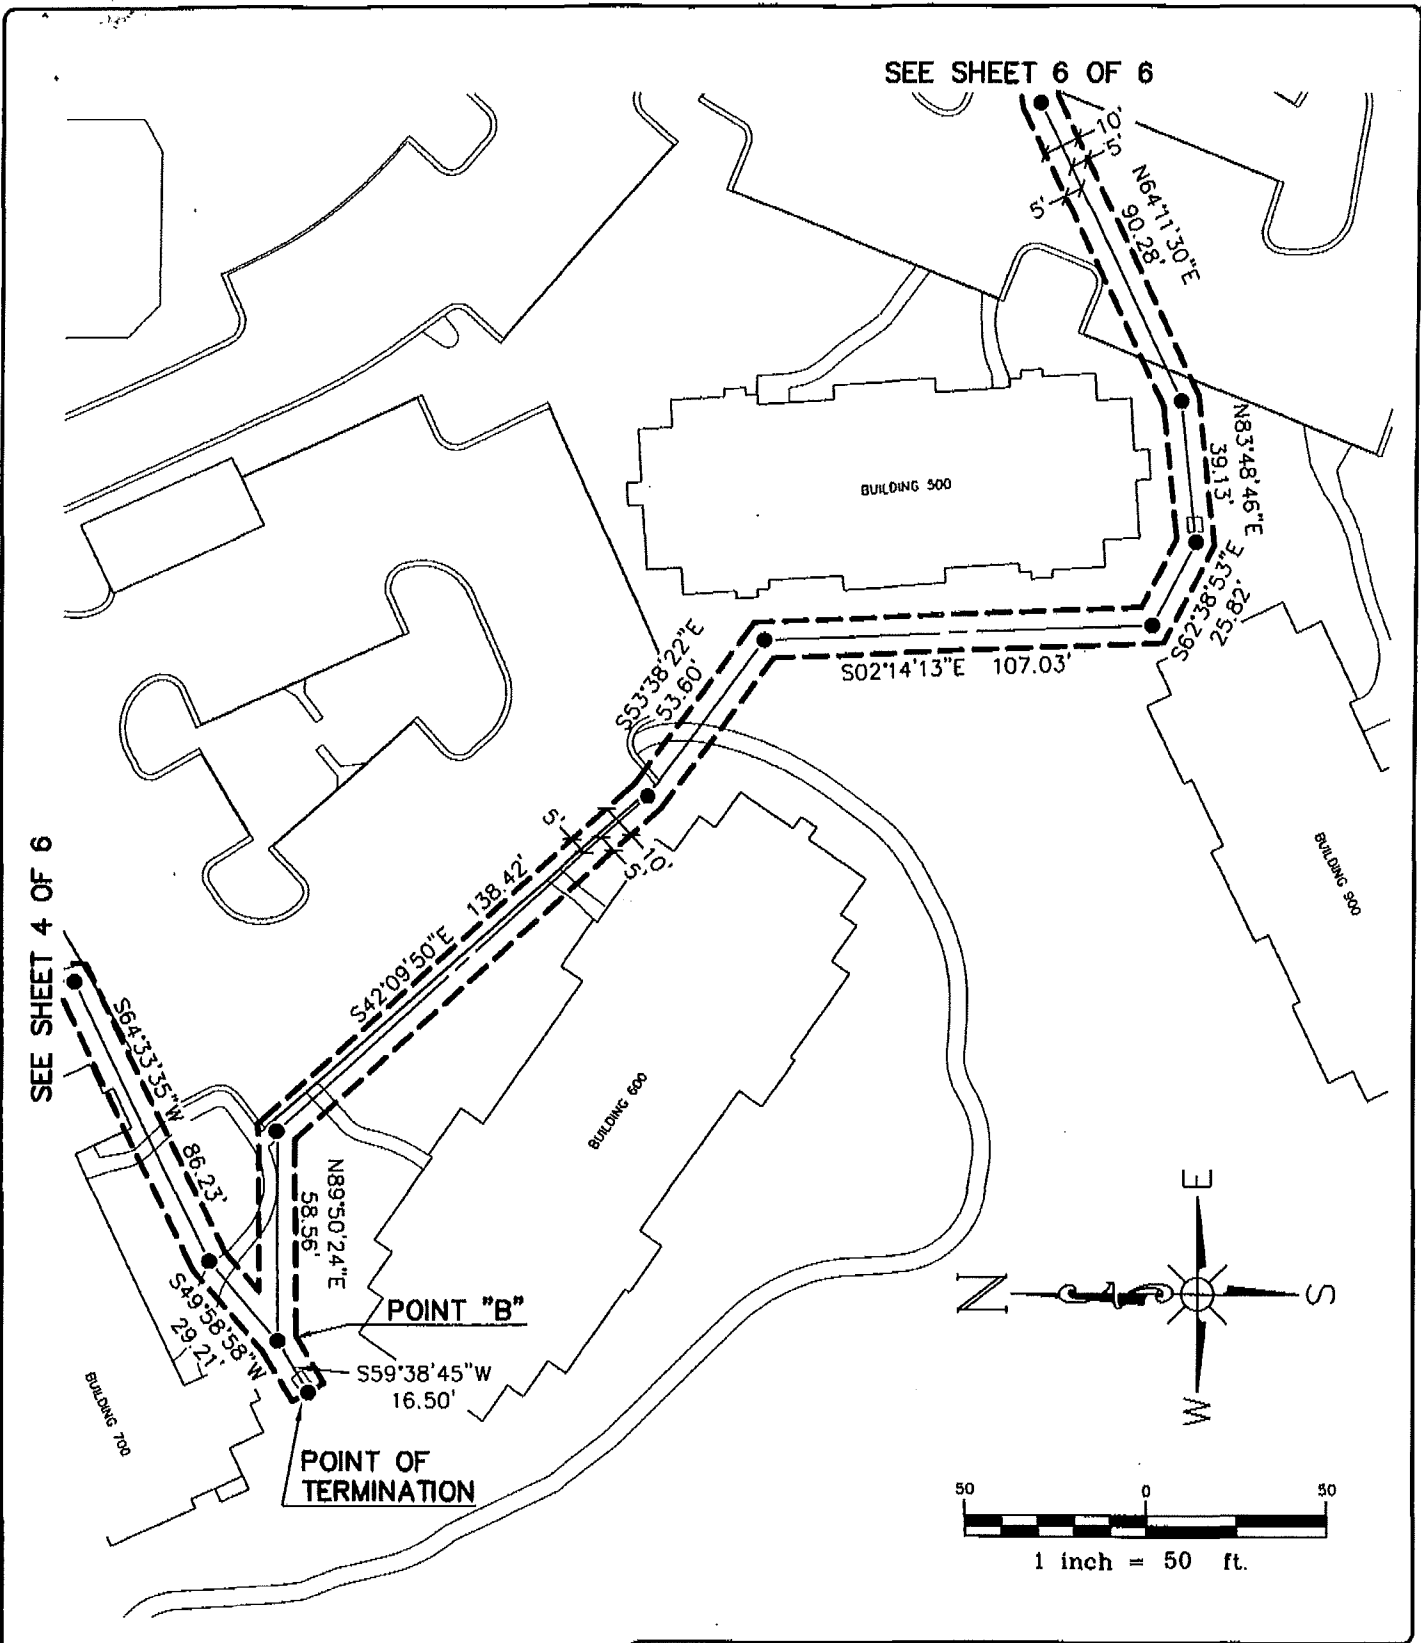 SEE SHEET 6 OF 6
10'
5'
5'
N64°11'30"E
90.28'
N83°48'46"E
39.13'
BUILDING 500
S62°38'53"E
25.82'
S02°14'13"E 107.03'
S53°38'22"E
53.60'
5'
10'
5'
S42°09'50"E 138.42'
BUILDING 900
SEE SHEET 4 OF 6
S64°33'35"W 86.23'
BUILDING 600
N89°50'24"E
58.56'
S49°58'58"W
29.21'
POINT "B"
S59°38'45"W
16.50'
BUILDING 700
POINT OF
TERMINATION
E
N
S
W
50 0 50
1 inch = 50 ft.